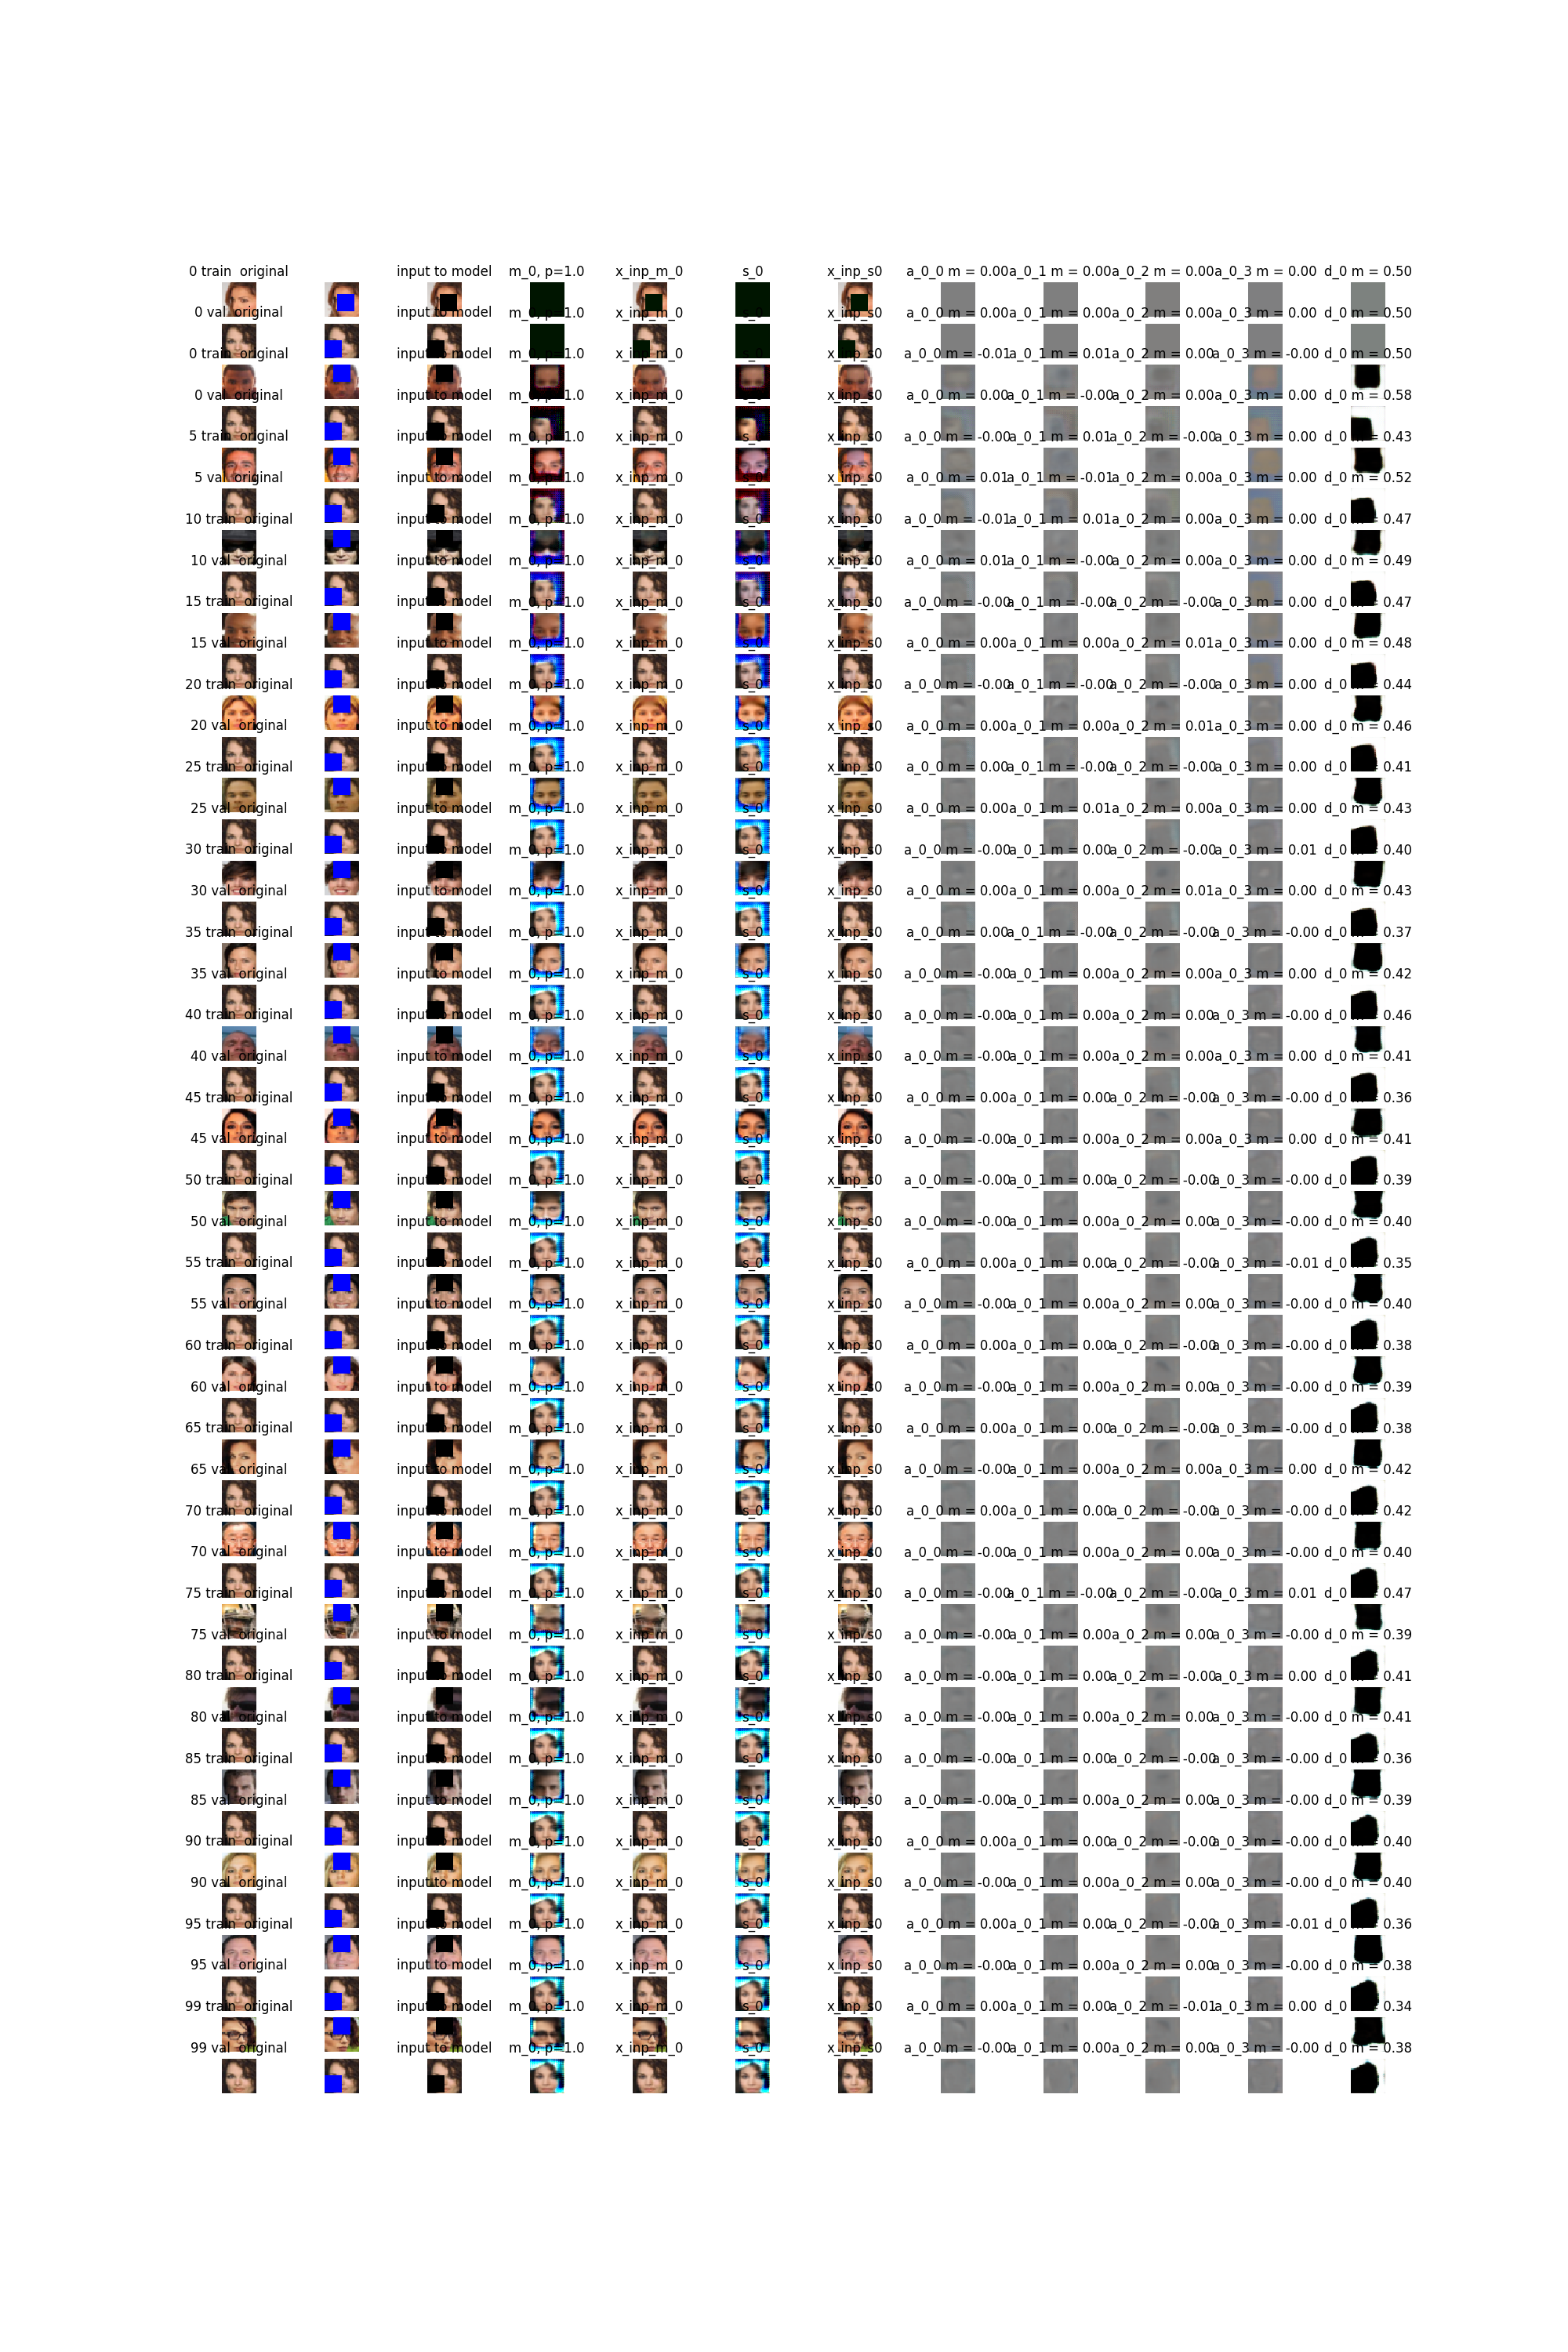 0 train original input to model m_0, p=1.0 x_inp_m_0 s_0 x_inp_s0 a_0_0 m = 0.00 a_0_1 m = 0.00 a_0_2 m = 0.00 a_0_3 m = 0.00 d_0 m = 0.50
0 val original input to model m_0, p=1.0 x_inp_m_0 s_0 x_inp_s0 a_0_0 m = 0.00 a_0_1 m = 0.00 a_0_2 m = 0.00 a_0_3 m = 0.00 d_0 m = 0.50
0 train original input to model m_0, p=1.0 x_inp_m_0 s_0 x_inp_s0 a_0_0 m = -0.01 a_0_1 m = 0.01 a_0_2 m = 0.00 a_0_3 m = -0.00 d_0 m = 0.50
0 val original input to model m_0, p=1.0 x_inp_m_0 s_0 x_inp_s0 a_0_0 m = 0.00 a_0_1 m = -0.00 a_0_2 m = 0.00 a_0_3 m = 0.00 d_0 m = 0.58
5 train original input to model m_0, p=1.0 x_inp_m_0 s_0 x_inp_s0 a_0_0 m = -0.00 a_0_1 m = 0.01 a_0_2 m = -0.00 a_0_3 m = 0.00 d_0 m = 0.43
5 val original input to model m_0, p=1.0 x_inp_m_0 s_0 x_inp_s0 a_0_0 m = 0.01 a_0_1 m = -0.01 a_0_2 m = 0.00 a_0_3 m = 0.00 d_0 m = 0.52
10 train original input to model m_0, p=1.0 x_inp_m_0 s_0 x_inp_s0 a_0_0 m = -0.01 a_0_1 m = 0.01 a_0_2 m = 0.00 a_0_3 m = 0.00 d_0 m = 0.47
10 val original input to model m_0, p=1.0 x_inp_m_0 s_0 x_inp_s0 a_0_0 m = 0.01 a_0_1 m = -0.00 a_0_2 m = 0.00 a_0_3 m = 0.00 d_0 m = 0.49
15 train original input to model m_0, p=1.0 x_inp_m_0 s_0 x_inp_s0 a_0_0 m = -0.00 a_0_1 m = -0.00 a_0_2 m = -0.00 a_0_3 m = 0.00 d_0 m = 0.47
15 val original input to model m_0, p=1.0 x_inp_m_0 s_0 x_inp_s0 a_0_0 m = 0.00 a_0_1 m = 0.00 a_0_2 m = 0.01 a_0_3 m = 0.00 d_0 m = 0.48
20 train original input to model m_0, p=1.0 x_inp_m_0 s_0 x_inp_s0 a_0_0 m = -0.00 a_0_1 m = -0.00 a_0_2 m = -0.00 a_0_3 m = 0.00 d_0 m = 0.44
20 val original input to model m_0, p=1.0 x_inp_m_0 s_0 x_inp_s0 a_0_0 m = 0.00 a_0_1 m = 0.00 a_0_2 m = 0.01 a_0_3 m = 0.00 d_0 m = 0.46
25 train original input to model m_0, p=1.0 x_inp_m_0 s_0 x_inp_s0 a_0_0 m = 0.00 a_0_1 m = -0.00 a_0_2 m = -0.00 a_0_3 m = 0.00 d_0 m = 0.41
25 val original input to model m_0, p=1.0 x_inp_m_0 s_0 x_inp_s0 a_0_0 m = 0.00 a_0_1 m = 0.01 a_0_2 m = 0.00 a_0_3 m = 0.00 d_0 m = 0.43
30 train original input to model m_0, p=1.0 x_inp_m_0 s_0 x_inp_s0 a_0_0 m = -0.00 a_0_1 m = 0.00 a_0_2 m = -0.00 a_0_3 m = 0.01 d_0 m = 0.40
30 val original input to model m_0, p=1.0 x_inp_m_0 s_0 x_inp_s0 a_0_0 m = 0.00 a_0_1 m = 0.00 a_0_2 m = 0.01 a_0_3 m = 0.00 d_0 m = 0.43
35 train original input to model m_0, p=1.0 x_inp_m_0 s_0 x_inp_s0 a_0_0 m = 0.00 a_0_1 m = -0.00 a_0_2 m = -0.00 a_0_3 m = -0.00 d_0 m = 0.37
35 val original input to model m_0, p=1.0 x_inp_m_0 s_0 x_inp_s0 a_0_0 m = -0.00 a_0_1 m = 0.00 a_0_2 m = 0.00 a_0_3 m = 0.00 d_0 m = 0.42
40 train original input to model m_0, p=1.0 x_inp_m_0 s_0 x_inp_s0 a_0_0 m = -0.00 a_0_1 m = 0.00 a_0_2 m = 0.00 a_0_3 m = -0.00 d_0 m = 0.46
40 val original input to model m_0, p=1.0 x_inp_m_0 s_0 x_inp_s0 a_0_0 m = -0.00 a_0_1 m = 0.00 a_0_2 m = 0.00 a_0_3 m = 0.00 d_0 m = 0.41
45 train original input to model m_0, p=1.0 x_inp_m_0 s_0 x_inp_s0 a_0_0 m = 0.00 a_0_1 m = 0.00 a_0_2 m = -0.00 a_0_3 m = -0.00 d_0 m = 0.36
45 val original input to model m_0, p=1.0 x_inp_m_0 s_0 x_inp_s0 a_0_0 m = -0.00 a_0_1 m = 0.00 a_0_2 m = 0.00 a_0_3 m = 0.00 d_0 m = 0.41
50 train original input to model m_0, p=1.0 x_inp_m_0 s_0 x_inp_s0 a_0_0 m = -0.00 a_0_1 m = 0.00 a_0_2 m = -0.00 a_0_3 m = -0.00 d_0 m = 0.39
50 val original input to model m_0, p=1.0 x_inp_m_0 s_0 x_inp_s0 a_0_0 m = -0.00 a_0_1 m = 0.00 a_0_2 m = 0.00 a_0_3 m = -0.00 d_0 m = 0.40
55 train original input to model m_0, p=1.0 x_inp_m_0 s_0 x_inp_s0 a_0_0 m = 0.00 a_0_1 m = 0.00 a_0_2 m = -0.00 a_0_3 m = -0.01 d_0 m = 0.35
55 val original input to model m_0, p=1.0 x_inp_m_0 s_0 x_inp_s0 a_0_0 m = -0.00 a_0_1 m = 0.00 a_0_2 m = 0.00 a_0_3 m = -0.00 d_0 m = 0.40
60 train original input to model m_0, p=1.0 x_inp_m_0 s_0 x_inp_s0 a_0_0 m = 0.00 a_0_1 m = 0.00 a_0_2 m = -0.00 a_0_3 m = -0.00 d_0 m = 0.38
60 val original input to model m_0, p=1.0 x_inp_m_0 s_0 x_inp_s0 a_0_0 m = -0.00 a_0_1 m = 0.00 a_0_2 m = 0.00 a_0_3 m = -0.00 d_0 m = 0.39
65 train original input to model m_0, p=1.0 x_inp_m_0 s_0 x_inp_s0 a_0_0 m = 0.00 a_0_1 m = 0.00 a_0_2 m = -0.00 a_0_3 m = -0.00 d_0 m = 0.38
65 val original input to model m_0, p=1.0 x_inp_m_0 s_0 x_inp_s0 a_0_0 m = -0.00 a_0_1 m = 0.00 a_0_2 m = 0.00 a_0_3 m = 0.00 d_0 m = 0.42
70 train original input to model m_0, p=1.0 x_inp_m_0 s_0 x_inp_s0 a_0_0 m = 0.00 a_0_1 m = 0.00 a_0_2 m = -0.00 a_0_3 m = -0.00 d_0 m = 0.42
70 val original input to model m_0, p=1.0 x_inp_m_0 s_0 x_inp_s0 a_0_0 m = -0.00 a_0_1 m = 0.00 a_0_2 m = 0.00 a_0_3 m = -0.00 d_0 m = 0.40
75 train original input to model m_0, p=1.0 x_inp_m_0 s_0 x_inp_s0 a_0_0 m = -0.00 a_0_1 m = -0.00 a_0_2 m = -0.00 a_0_3 m = 0.01 d_0 m = 0.47
75 val original input to model m_0, p=1.0 x_inp_m_0 s_0 x_inp_s0 a_0_0 m = -0.00 a_0_1 m = 0.00 a_0_2 m = 0.00 a_0_3 m = -0.00 d_0 m = 0.39
80 train original input to model m_0, p=1.0 x_inp_m_0 s_0 x_inp_s0 a_0_0 m = -0.00 a_0_1 m = 0.00 a_0_2 m = -0.00 a_0_3 m = 0.00 d_0 m = 0.41
80 val original input to model m_0, p=1.0 x_inp_m_0 s_0 x_inp_s0 a_0_0 m = -0.00 a_0_1 m = 0.00 a_0_2 m = 0.00 a_0_3 m = -0.00 d_0 m = 0.41
85 train original input to model m_0, p=1.0 x_inp_m_0 s_0 x_inp_s0 a_0_0 m = -0.00 a_0_1 m = 0.00 a_0_2 m = -0.00 a_0_3 m = -0.00 d_0 m = 0.36
85 val original input to model m_0, p=1.0 x_inp_m_0 s_0 x_inp_s0 a_0_0 m = -0.00 a_0_1 m = 0.00 a_0_2 m = 0.00 a_0_3 m = -0.00 d_0 m = 0.39
90 train original input to model m_0, p=1.0 x_inp_m_0 s_0 x_inp_s0 a_0_0 m = 0.00 a_0_1 m = 0.00 a_0_2 m = -0.00 a_0_3 m = -0.00 d_0 m = 0.40
90 val original input to model m_0, p=1.0 x_inp_m_0 s_0 x_inp_s0 a_0_0 m = -0.00 a_0_1 m = 0.00 a_0_2 m = 0.00 a_0_3 m = -0.00 d_0 m = 0.40
95 train original input to model m_0, p=1.0 x_inp_m_0 s_0 x_inp_s0 a_0_0 m = 0.00 a_0_1 m = 0.00 a_0_2 m = -0.00 a_0_3 m = -0.01 d_0 m = 0.36
95 val original input to model m_0, p=1.0 x_inp_m_0 s_0 x_inp_s0 a_0_0 m = -0.00 a_0_1 m = 0.00 a_0_2 m = 0.00 a_0_3 m = -0.00 d_0 m = 0.38
99 train original input to model m_0, p=1.0 x_inp_m_0 s_0 x_inp_s0 a_0_0 m = 0.00 a_0_1 m = 0.00 a_0_2 m = -0.01 a_0_3 m = 0.00 d_0 m = 0.34
99 val original input to model m_0, p=1.0 x_inp_m_0 s_0 x_inp_s0 a_0_0 m = -0.00 a_0_1 m = 0.00 a_0_2 m = 0.00 a_0_3 m = -0.00 d_0 m = 0.38